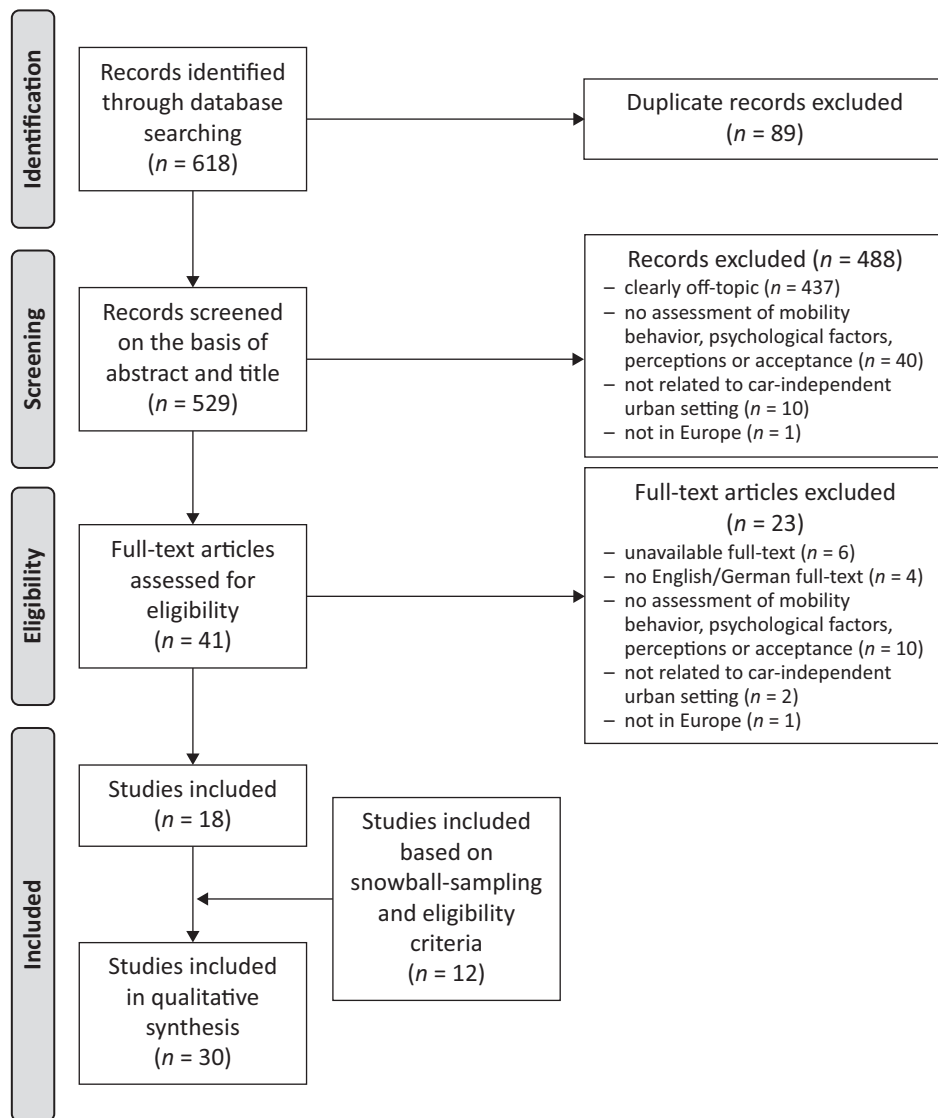 Identification
Records identified
through database
searching
(n = 618)
Duplicate records excluded
(n = 89)
Screening
Records screened
on the basis of
abstract and title
(n = 529)
Records excluded (n = 488)
– clearly off-topic (n = 437)
– no assessment of mobility
behavior, psychological factors,
perceptions or acceptance (n = 40)
– not related to car-independent
urban setting (n = 10)
– not in Europe (n = 1)
Eligibility
Full-text articles
assessed for
eligibility
(n = 41)
Full-text articles excluded
(n = 23)
– unavailable full-text (n = 6)
– no English/German full-text (n = 4)
– no assessment of mobility
behavior, psychological factors,
perceptions or acceptance (n = 10)
– not related to car-independent
urban setting (n = 2)
– not in Europe (n = 1)
Included
Studies included
(n = 18)
Studies included
based on
snowball-sampling
and eligibility
criteria
(n = 12)
Studies included
in qualitative
synthesis
(n = 30)